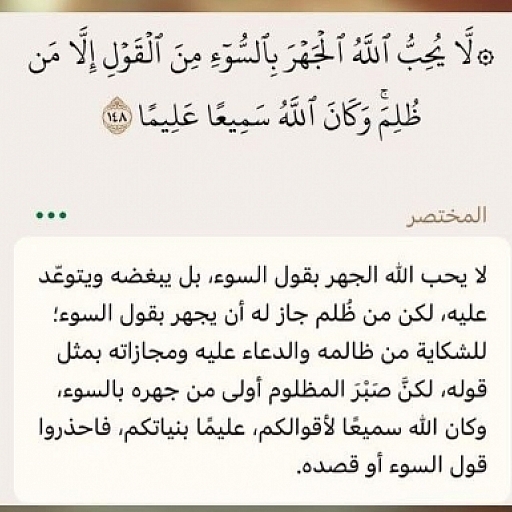 ۞ لَّا يُحِبُّ ٱللَّهُ ٱلۡجَهۡرَ بِٱلسُّوٓءِ مِنَ ٱلۡقَوۡلِ إِلَّا مَن
ظُلِمَۚ وَكَانَ ٱللَّهُ سَمِيعًا عَلِيمًا ١٤٨
المختصر
لا يحب الله الجهر بقول السوء، بل يبغضه ويتوعّد
عليه، لكن من ظُلم جاز له أن يجهر بقول السوء؛
للشكاية من ظالمه والدعاء عليه ومجازاته بمثل
قوله، لكنَّ صَبْرَ المظلوم أولى من جهره بالسوء،
وكان الله سميعًا لأقوالكم، عليمًا بنياتكم، فاحذروا
قول السوء أو قصده.